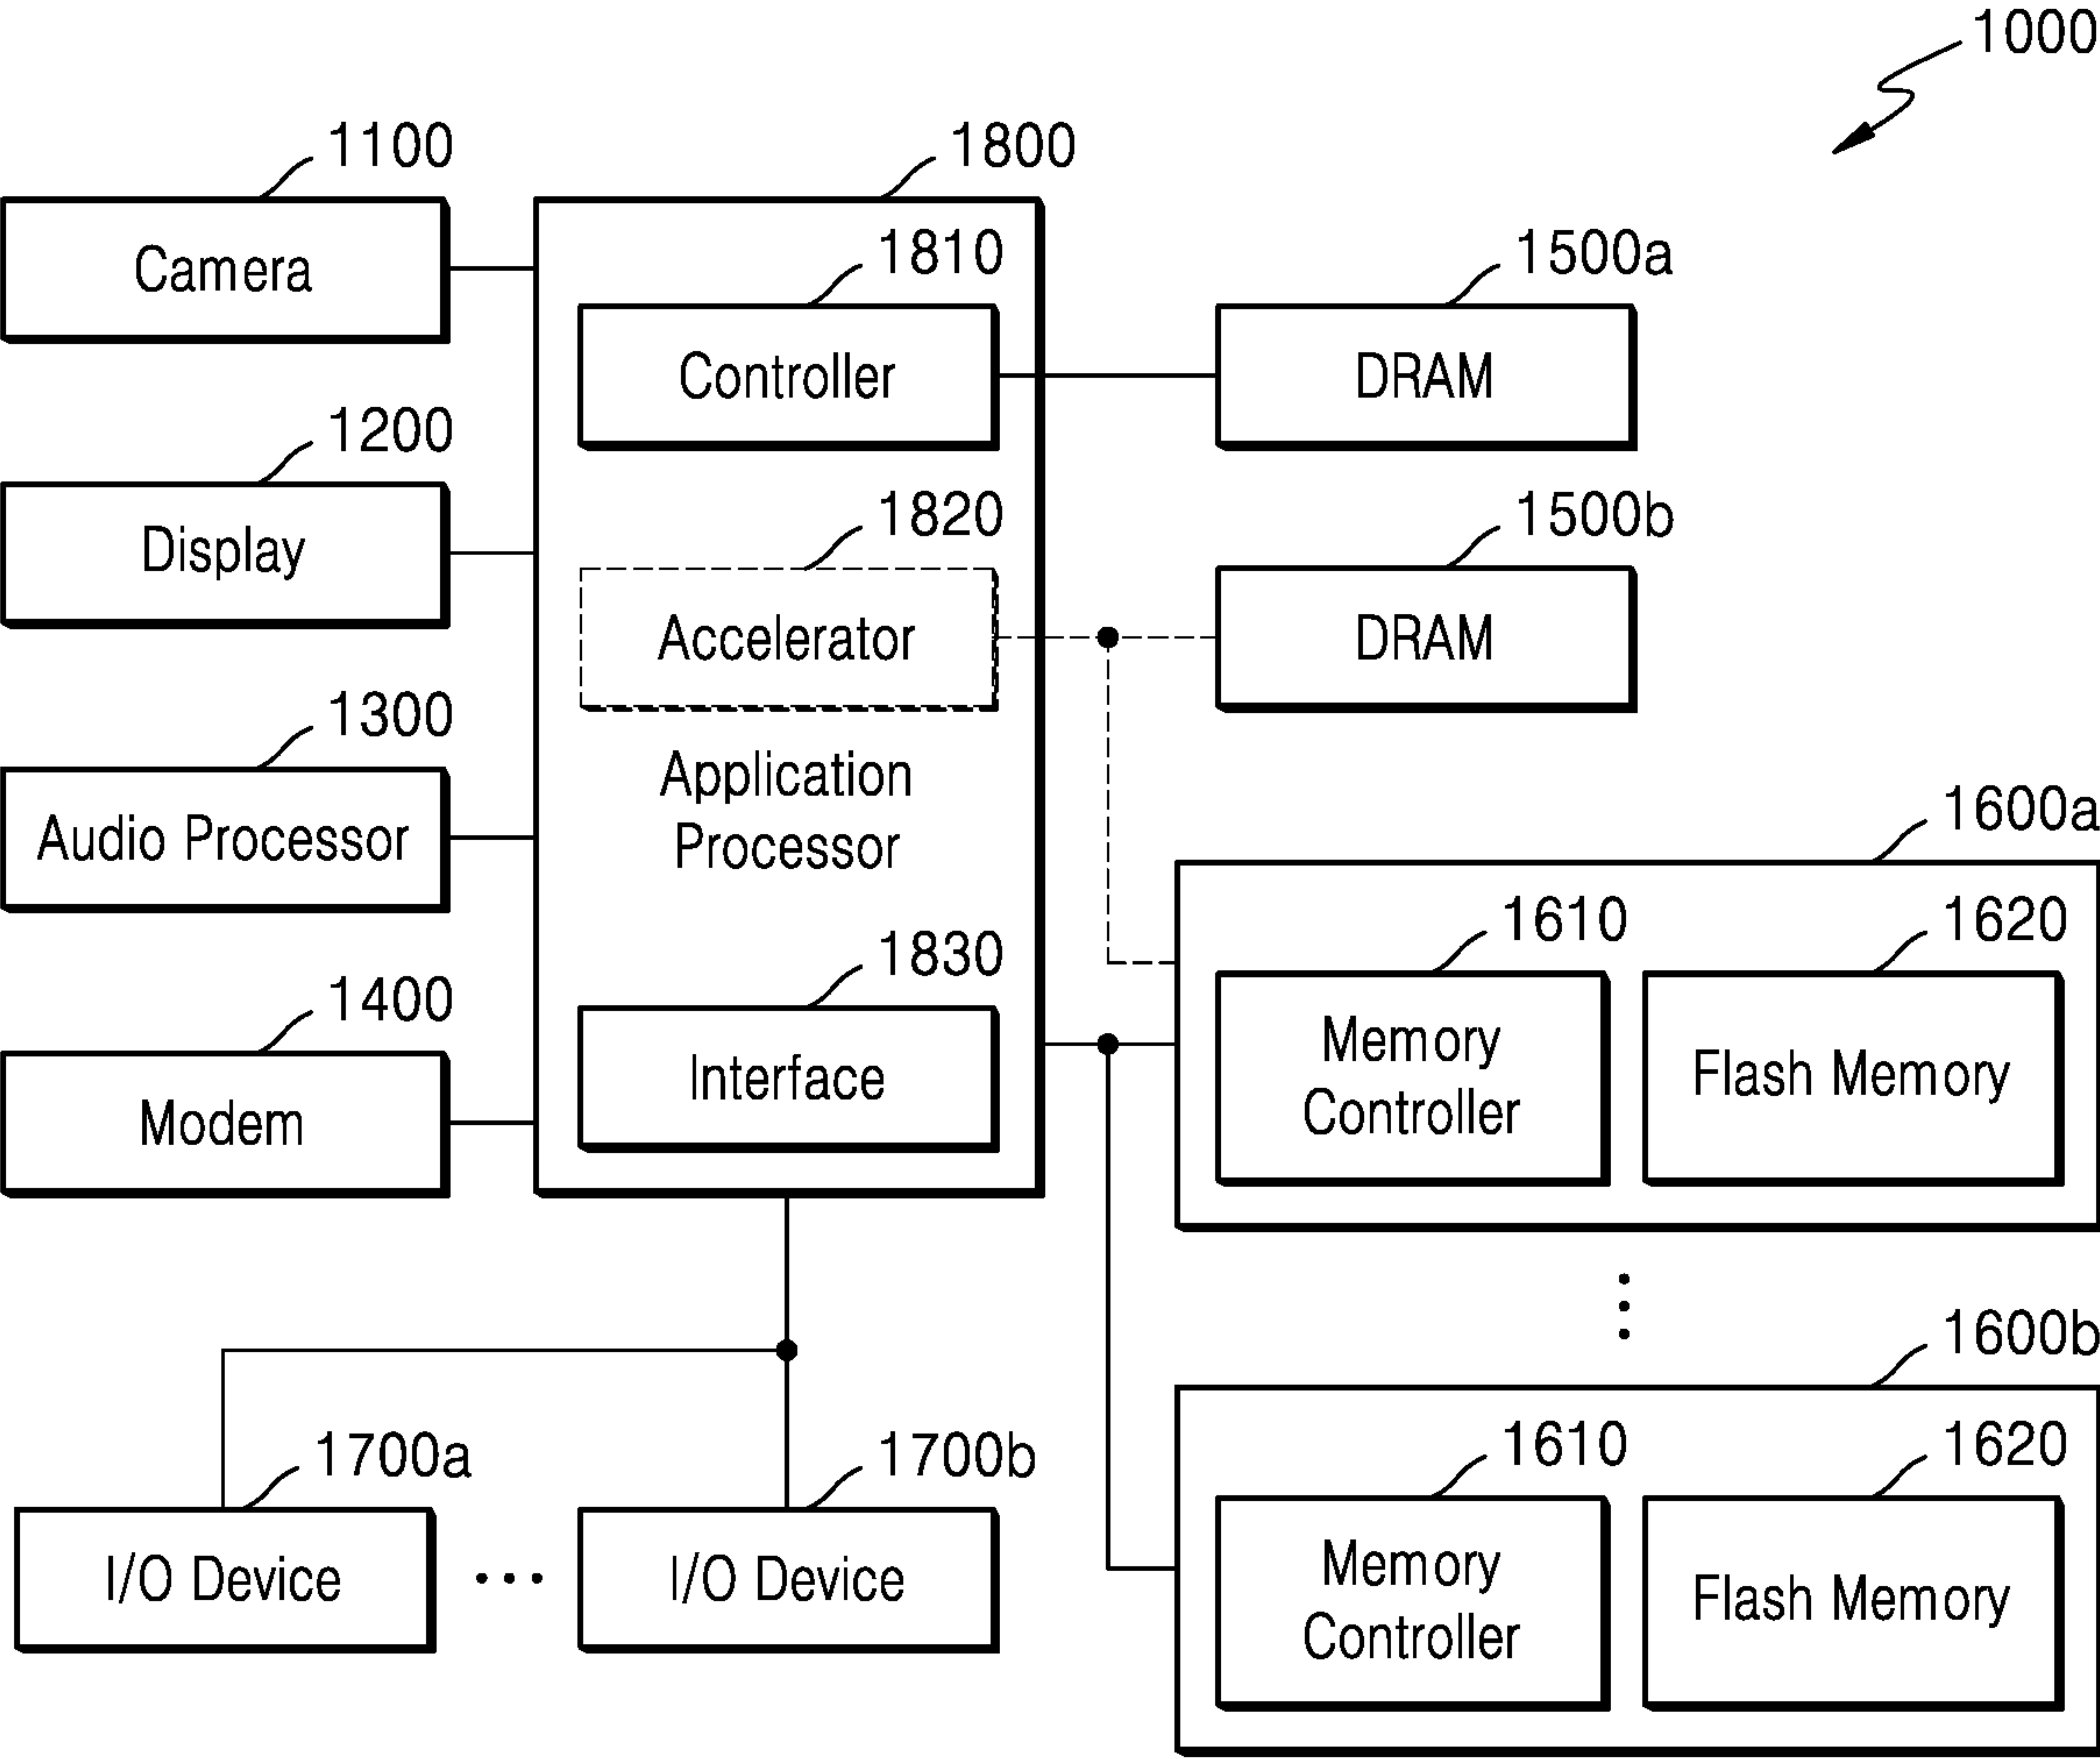 1000
1100
Camera
1200
Display
1300
Audio Processor
1400
Modem
1800
1810
Controller
1820
Accelerator
Application
Processor
1830
Interface
1500a
DRAM
1500b
DRAM
1600a
1610
Memory
Controller
1620
Flash Memory
1600b
1610
Memory
Controller
1620
Flash Memory
1700a
I/O Device
1700b
I/O Device